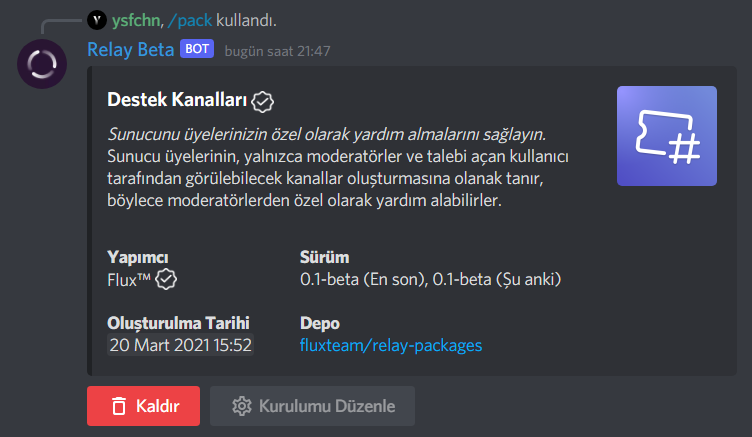 ysfchn, /pack kullandı.
Relay Beta BOT bugün saat 21:47
Destek Kanalları
Sunucunu üyelerinizin özel olarak yardım almalarını sağlayın.
Sunucu üyelerinin, yalnızca moderatörler ve talebi açan kullanıcı
tarafından görülebilecek kanallar oluşturmasına olanak tanır,
böylece moderatörlerden özel olarak yardım alabilirler.
Yapımcı Sürüm
Flux™ 0.1-beta (En son), 0.1-beta (Şu anki)
Oluşturulma Tarihi Depo
20 Mart 2021 15:52 fluxteam/relay-packages
Kaldır Kurulumu Düzenle